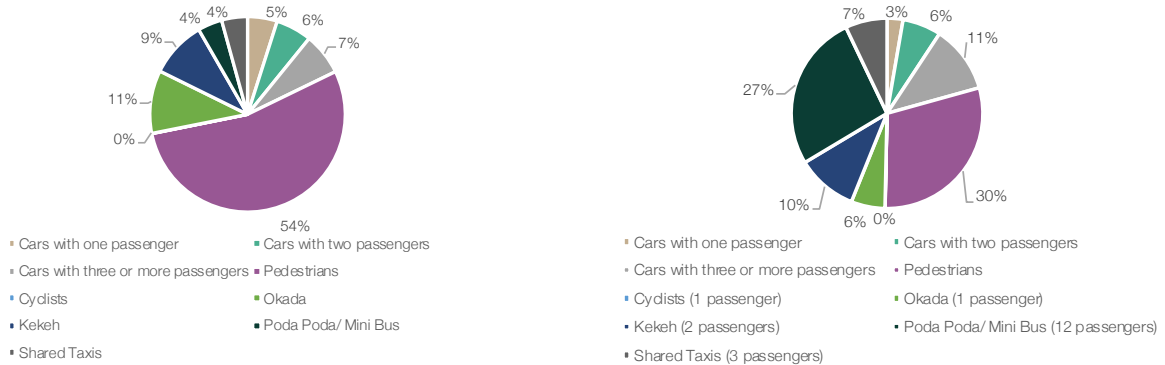 4% 4% 5%
6%
9%
7%
11%
0%
54%
Cars with one passenger Cars with two passengers
Cars with three or more passengers Pedestrians
Cyclists Okada
Kekeh Poda Poda/ Mini Bus
Shared Taxis
7% 3%
6%
11%
27%
30%
10%
6% 0%
Cars with one passenger Cars with two passengers
Cars with three or more passengers Pedestrians
Cyclists (1 passenger) Okada (1 passenger)
Kekeh (2 passengers) Poda Poda/ Mini Bus (12 passengers)
Shared Taxis (3 passengers)